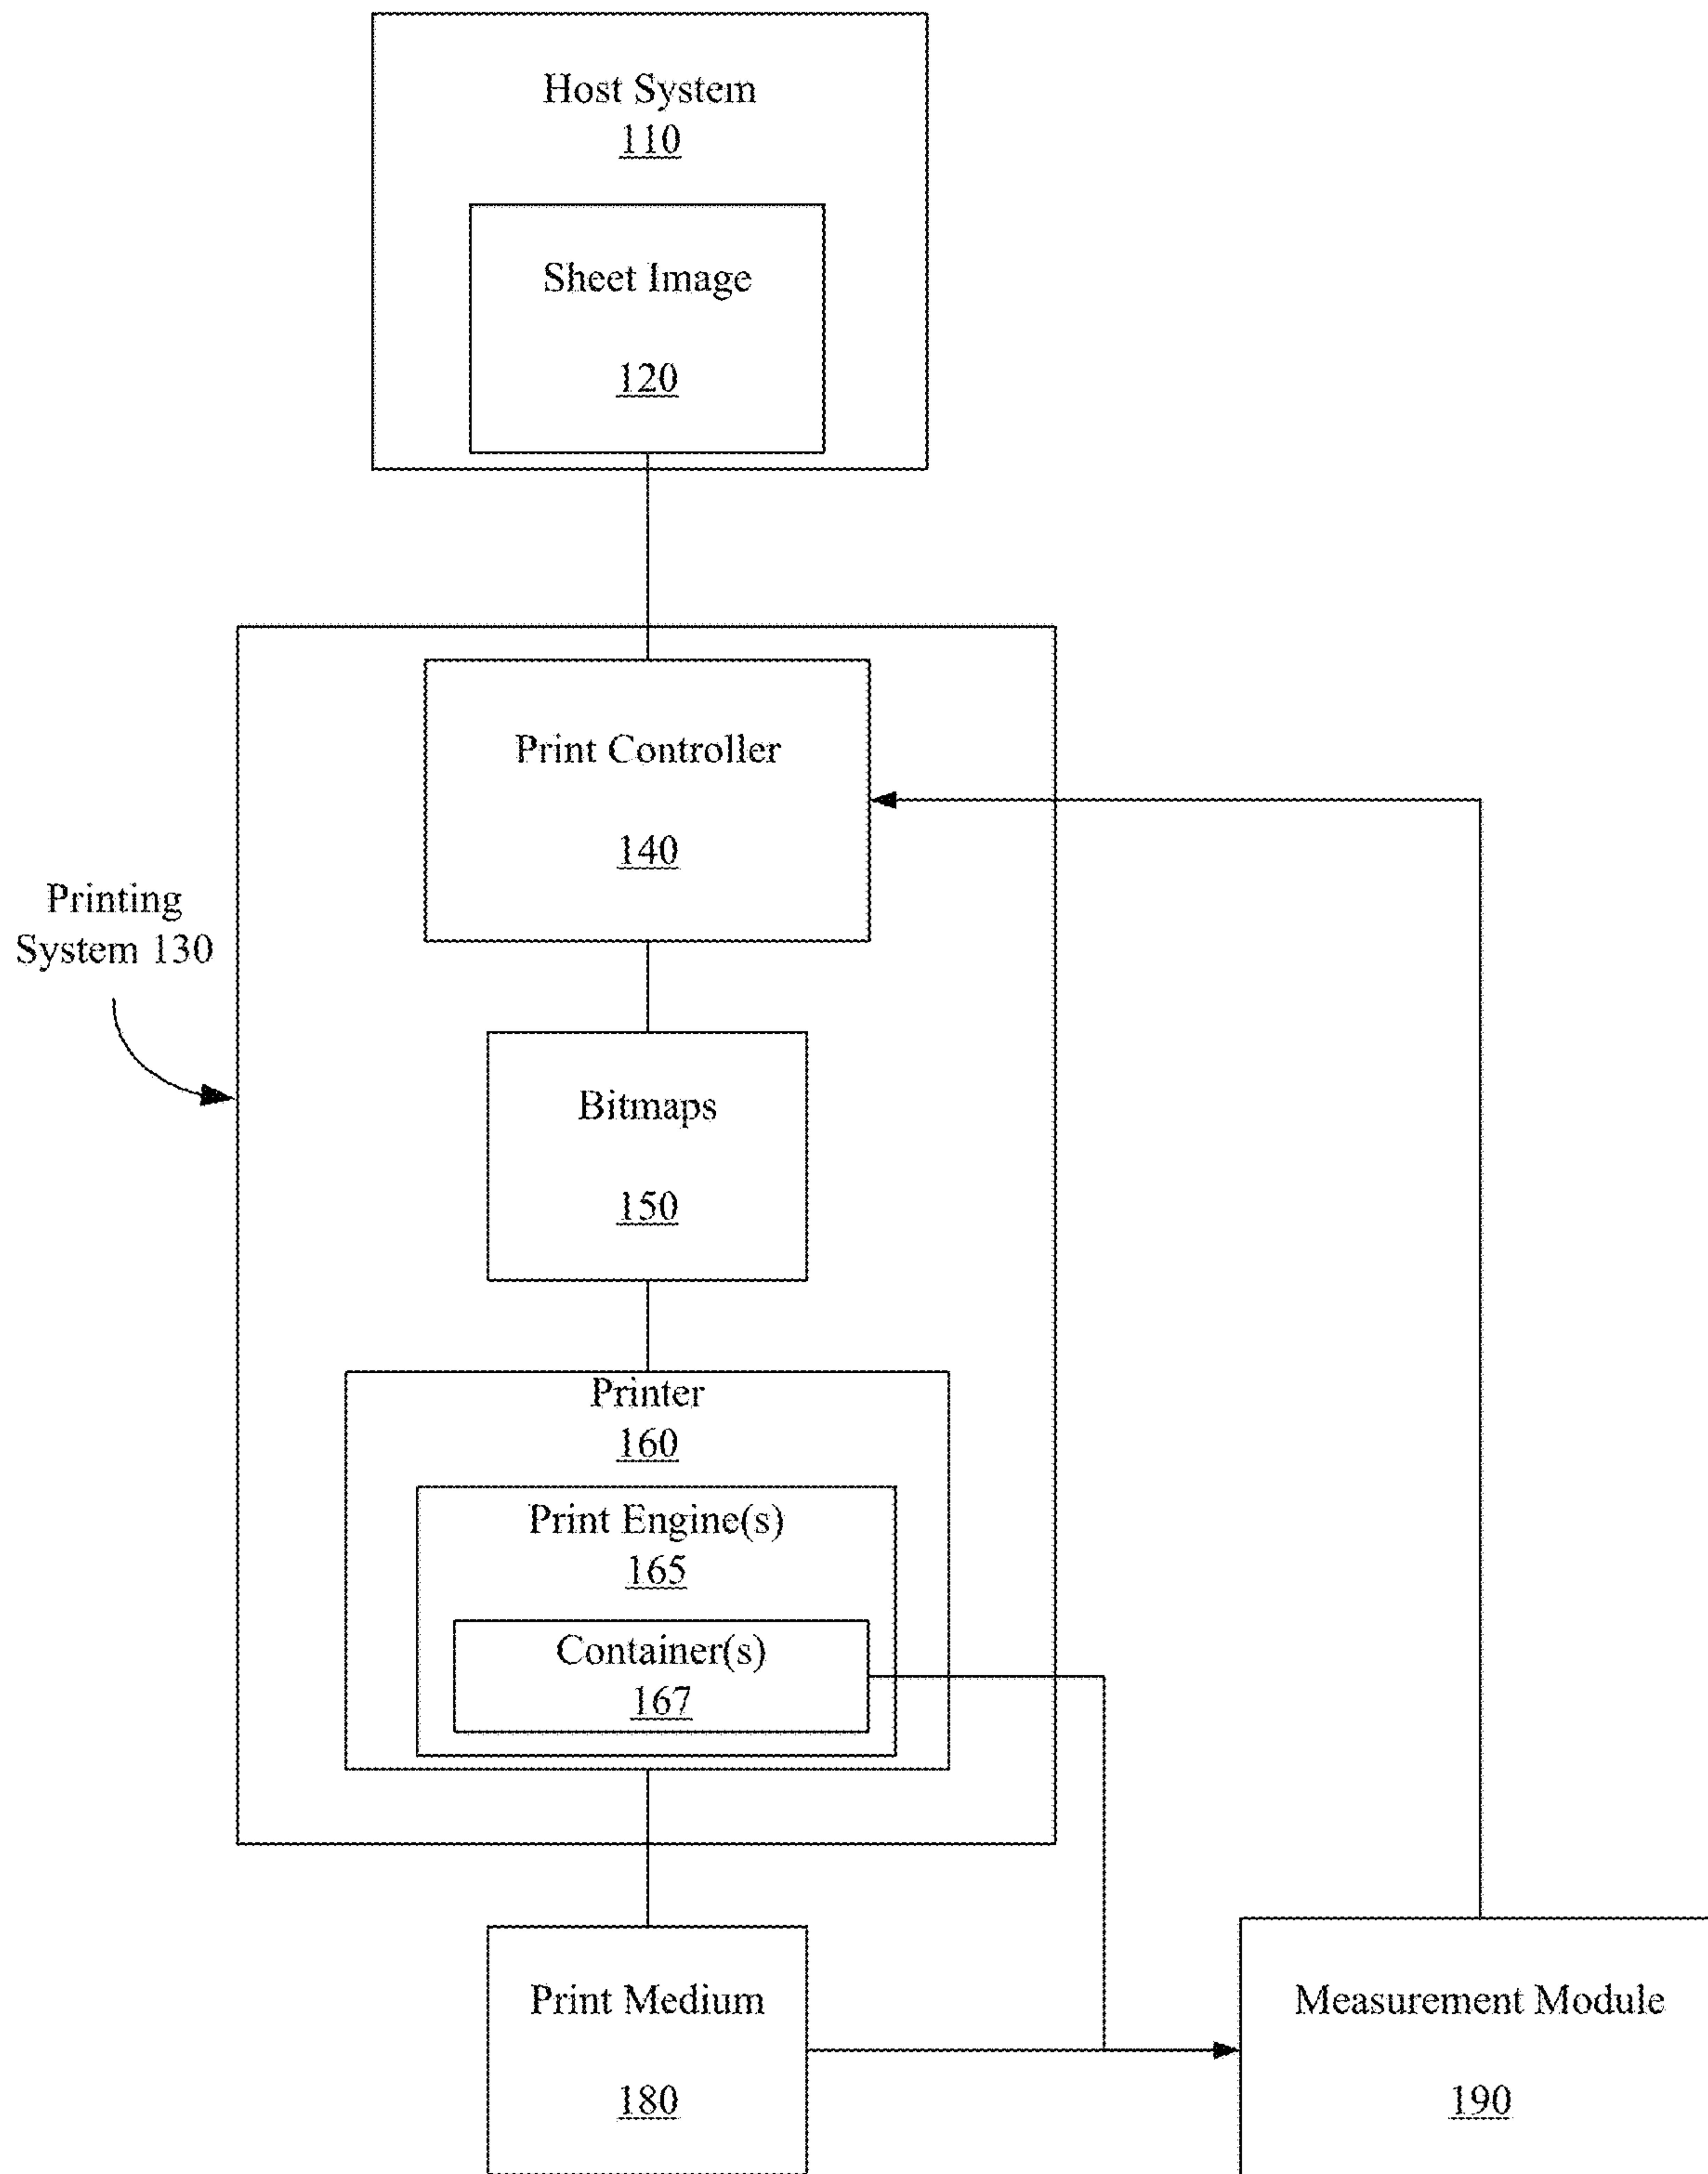 Host System
110
Sheet Image
120
Print Controller
140
Printing
System 130
Bitmaps
150
Printer
160
Print Engine(s)
165
Container(s)
167
Print Medium
180
Measurement Module
190